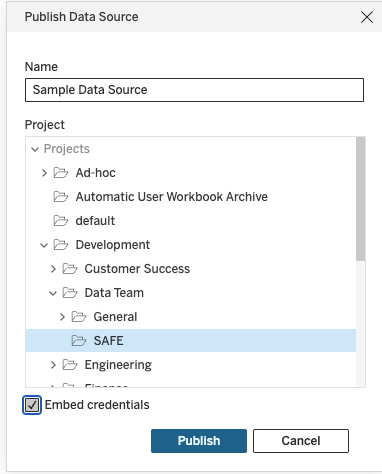 Publish Data Source
Name
Sample Data Source
Project
Projects
Ad-hoc
Automatic User Workbook Archive
default
Development
Customer Success
Data Team
General
SAFE
Engineering
Finance
Embed credentials
Publish
Cancel